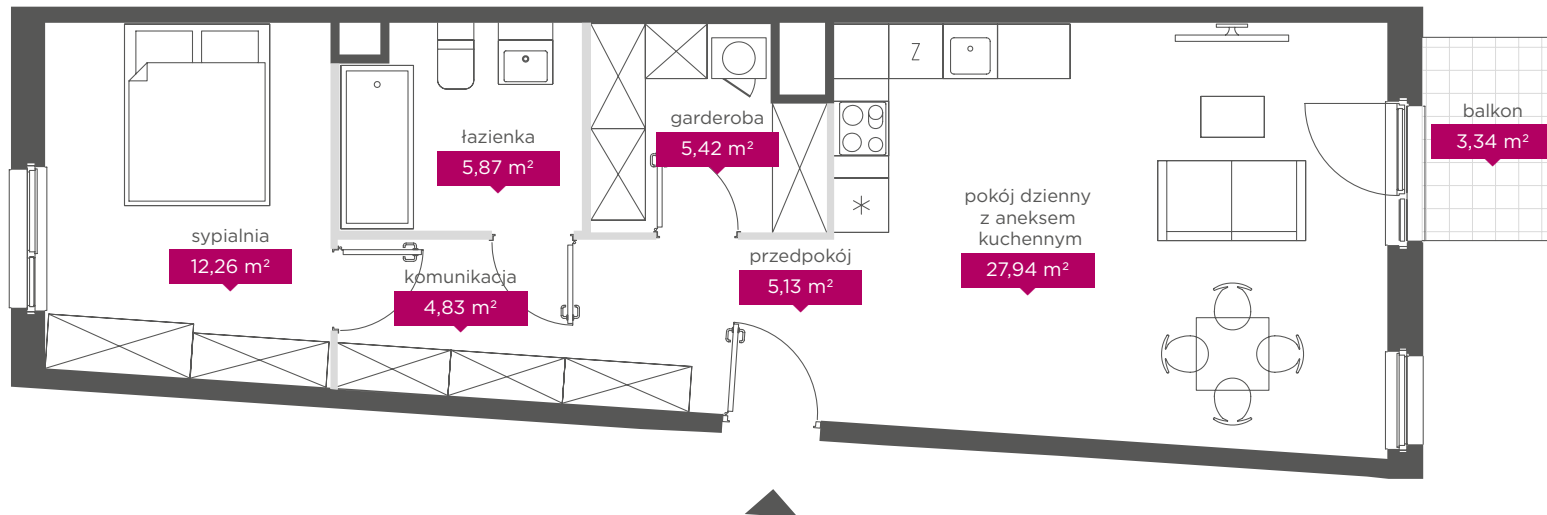 łazienka
5,87 m²
garderoba
5,42 m²
Z
balkon
3,34 m²
sypialnia
12,26 m²
komunikacja
4,83 m²
przedpokój
5,13 m²
pokój dzienny
z aneksem
kuchennym
27,94 m²